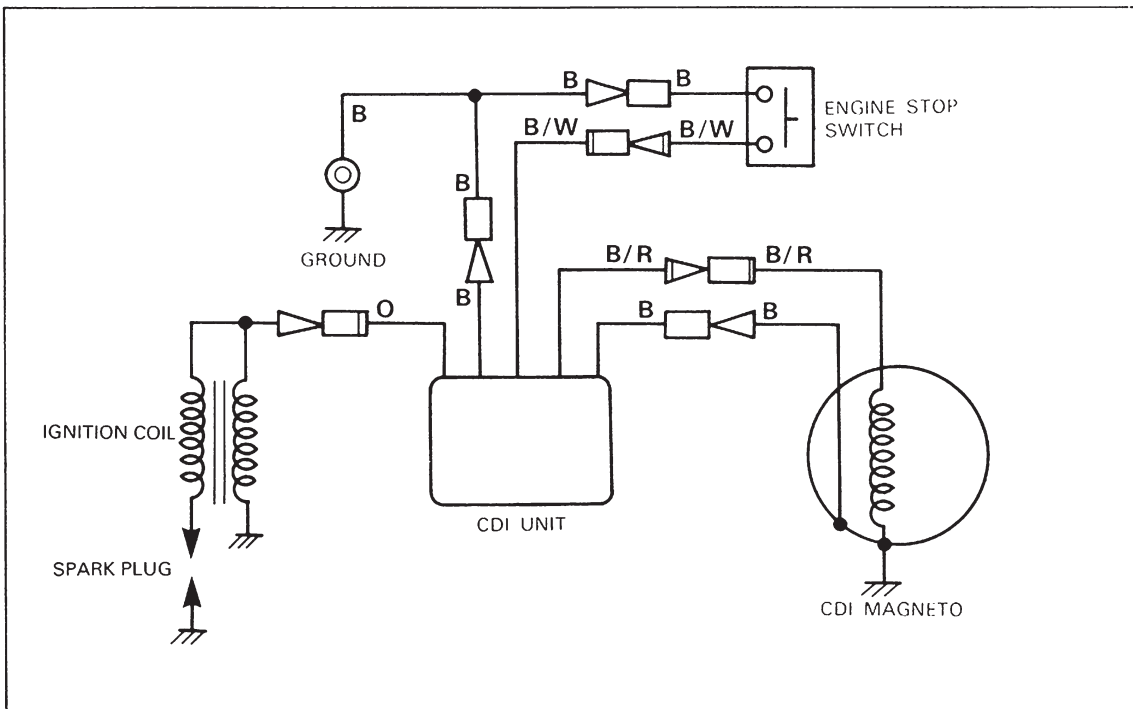 B
B
B
B/W
B/W
ENGINE STOP
SWITCH
B
GROUND
B
B/R
B/R
O
B
B
IGNITION COIL
CDI UNIT
SPARK PLUG
CDI MAGNETO